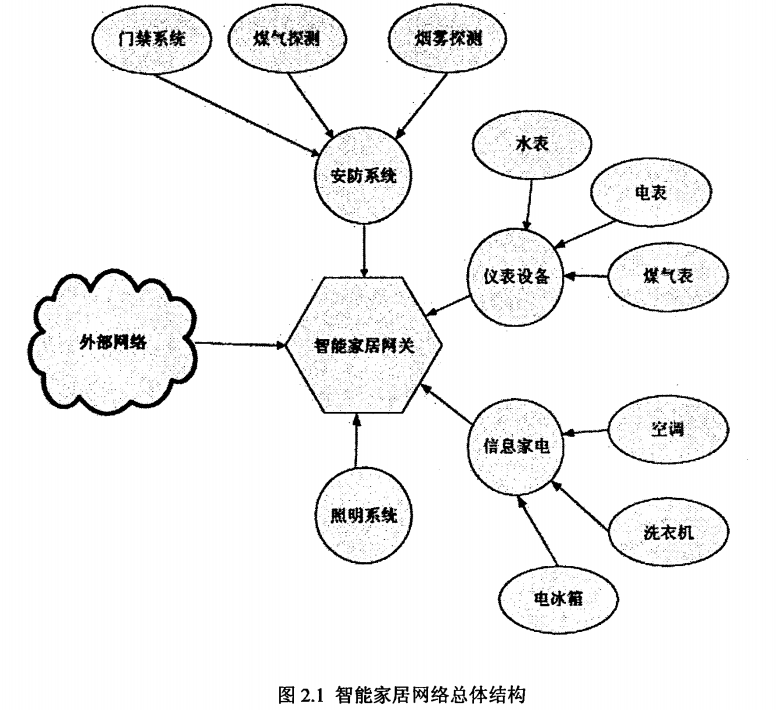 门禁系统
煤气探测
烟雾探测
安防系统
水表
电表
仪表设备
煤气表
外部网络
智能家居网关
信息家电
空调
照明系统
洗衣机
电冰箱
图 2.1 智能家居网络总体结构